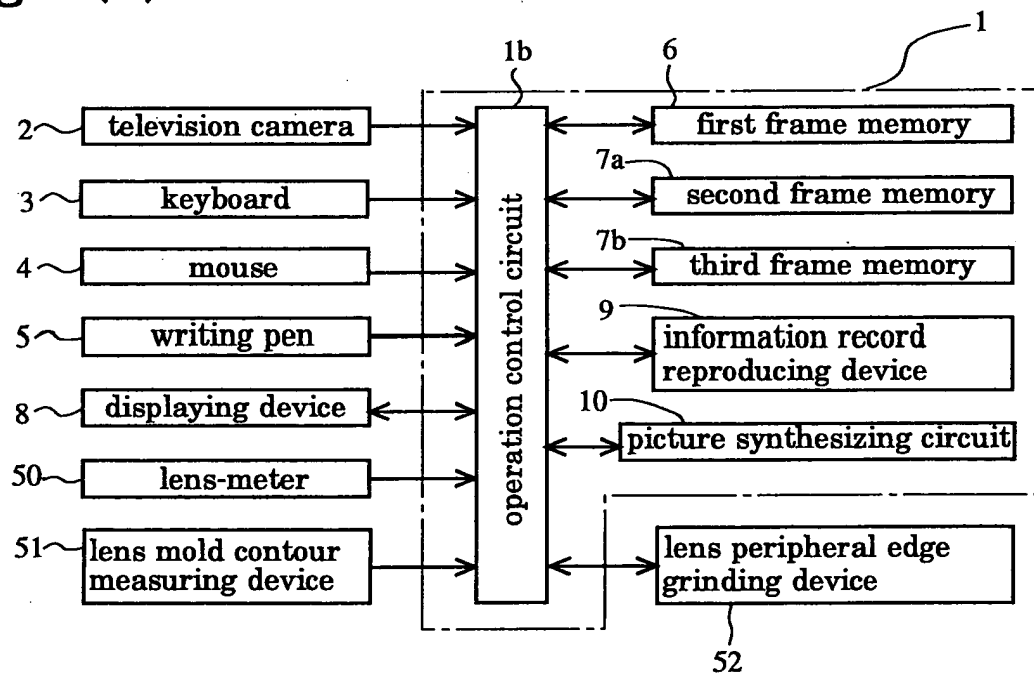 1
1b
6
2 television camera
first frame memory
7a
3 keyboard
second frame memory
7b
4 mouse
third frame memory
operation control circuit
9
5 writing pen
information record
reproducing device
8 displaying device
10
picture synthesizing circuit
50 lens-meter
51 lens mold contour
measuring device
lens peripheral edge
grinding device
52